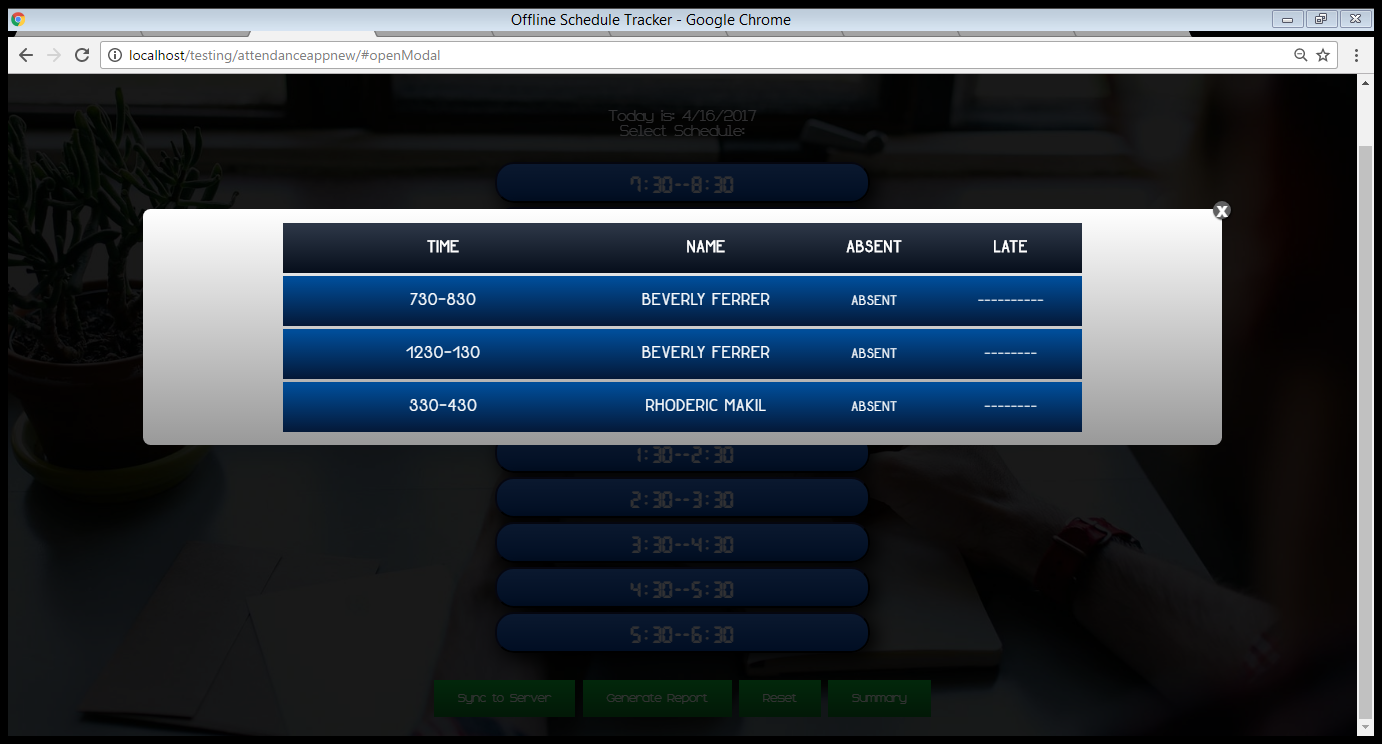 Offline Schedule Tracker - Google Chrome
localhost/testing/attendanceappnew/#openModal
Today is: 4/16/2017
Select Schedule:
7:30--8:30
X
TIME NAME ABSENT LATE
730-830 BEVERLY FERRER ABSENT ----------
1230-130 BEVERLY FERRER ABSENT --------
330-430 RHODERIC MAKIL ABSENT --------
1:30--2:30
2:30--3:30
3:30--4:30
4:30--5:30
5:30--6:30
Sync to Server Generate Report Reset Summary